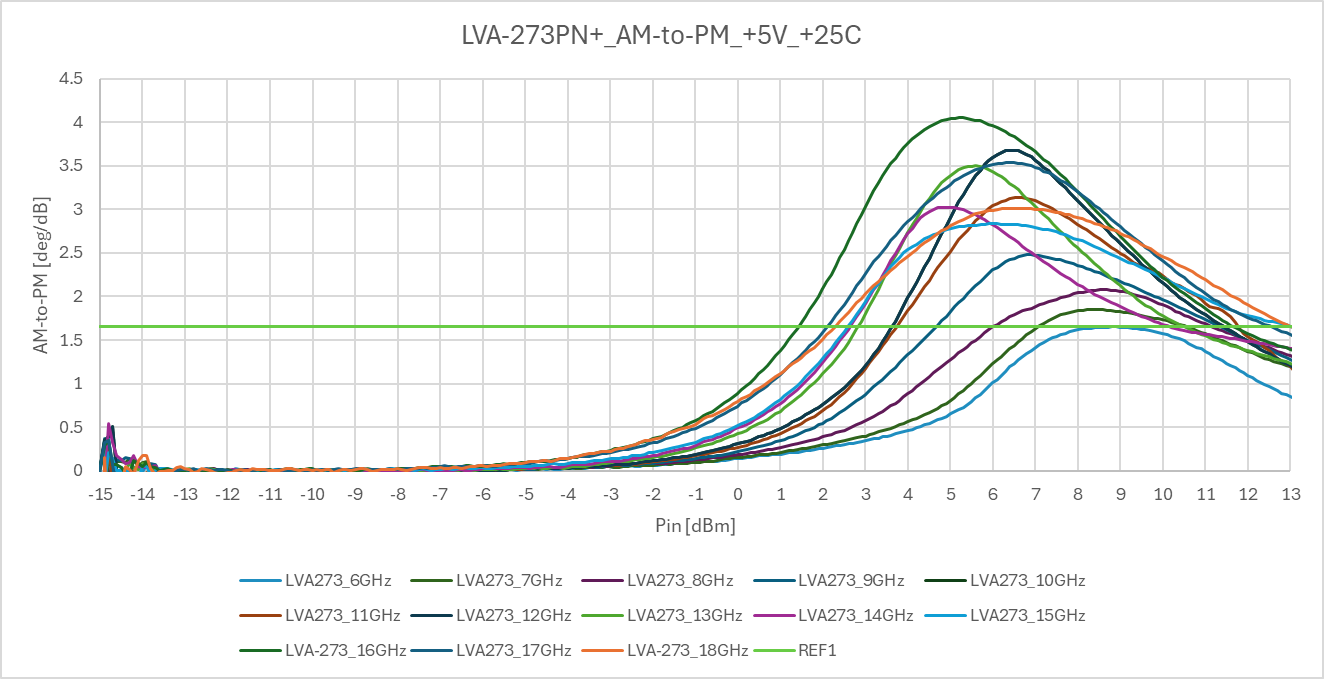 LVA-273PN+_AM-to-PM_+5V_+25C
4.5
4
3.5
3
2.5
2
1.5
1
0.5
0
AM-to-PM [deg/dB]
-15 -14 -13 -12 -11 -10 -9 -8 -7 -6 -5 -4 -3 -2 -1 0 1 2 3 4 5 6 7 8 9 10 11 12 13
Pin [dBm]
LVA273_6GHz LVA273_7GHz LVA273_8GHz LVA273_9GHz LVA273_10GHz
LVA273_11GHz LVA273_12GHz LVA273_13GHz LVA273_14GHz LVA273_15GHz
LVA-273_16GHz LVA273_17GHz LVA-273_18GHz REF1